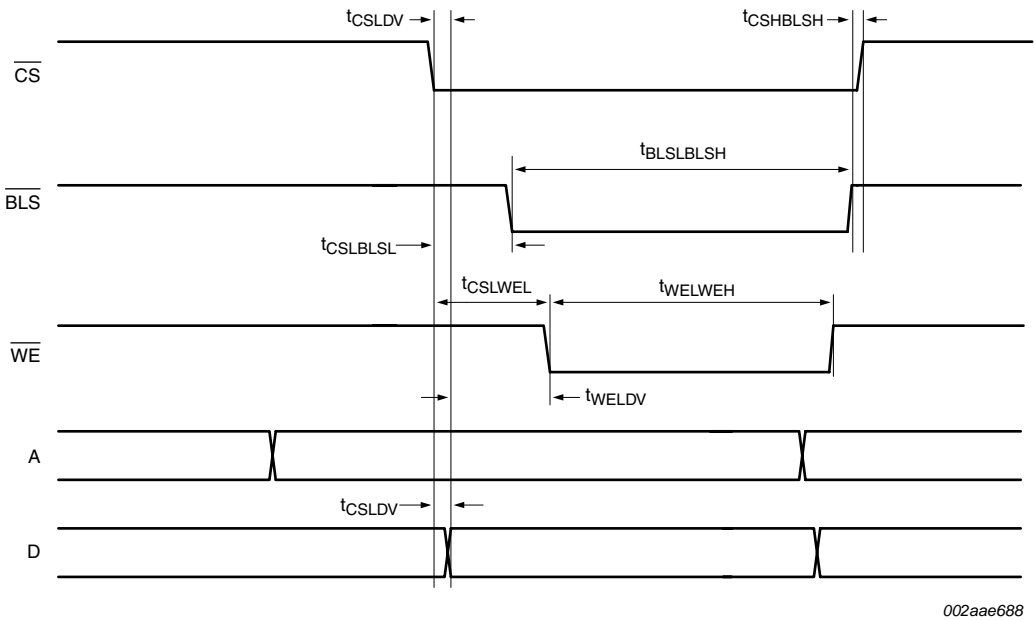 tCSLDV
tCSHBLSH
CS
tBLSLBLSH
BLS
tCSLBLSL
tCSLWEL
tWELWEH
WE
tWELDV
A
tCSLDV
D
002aae688